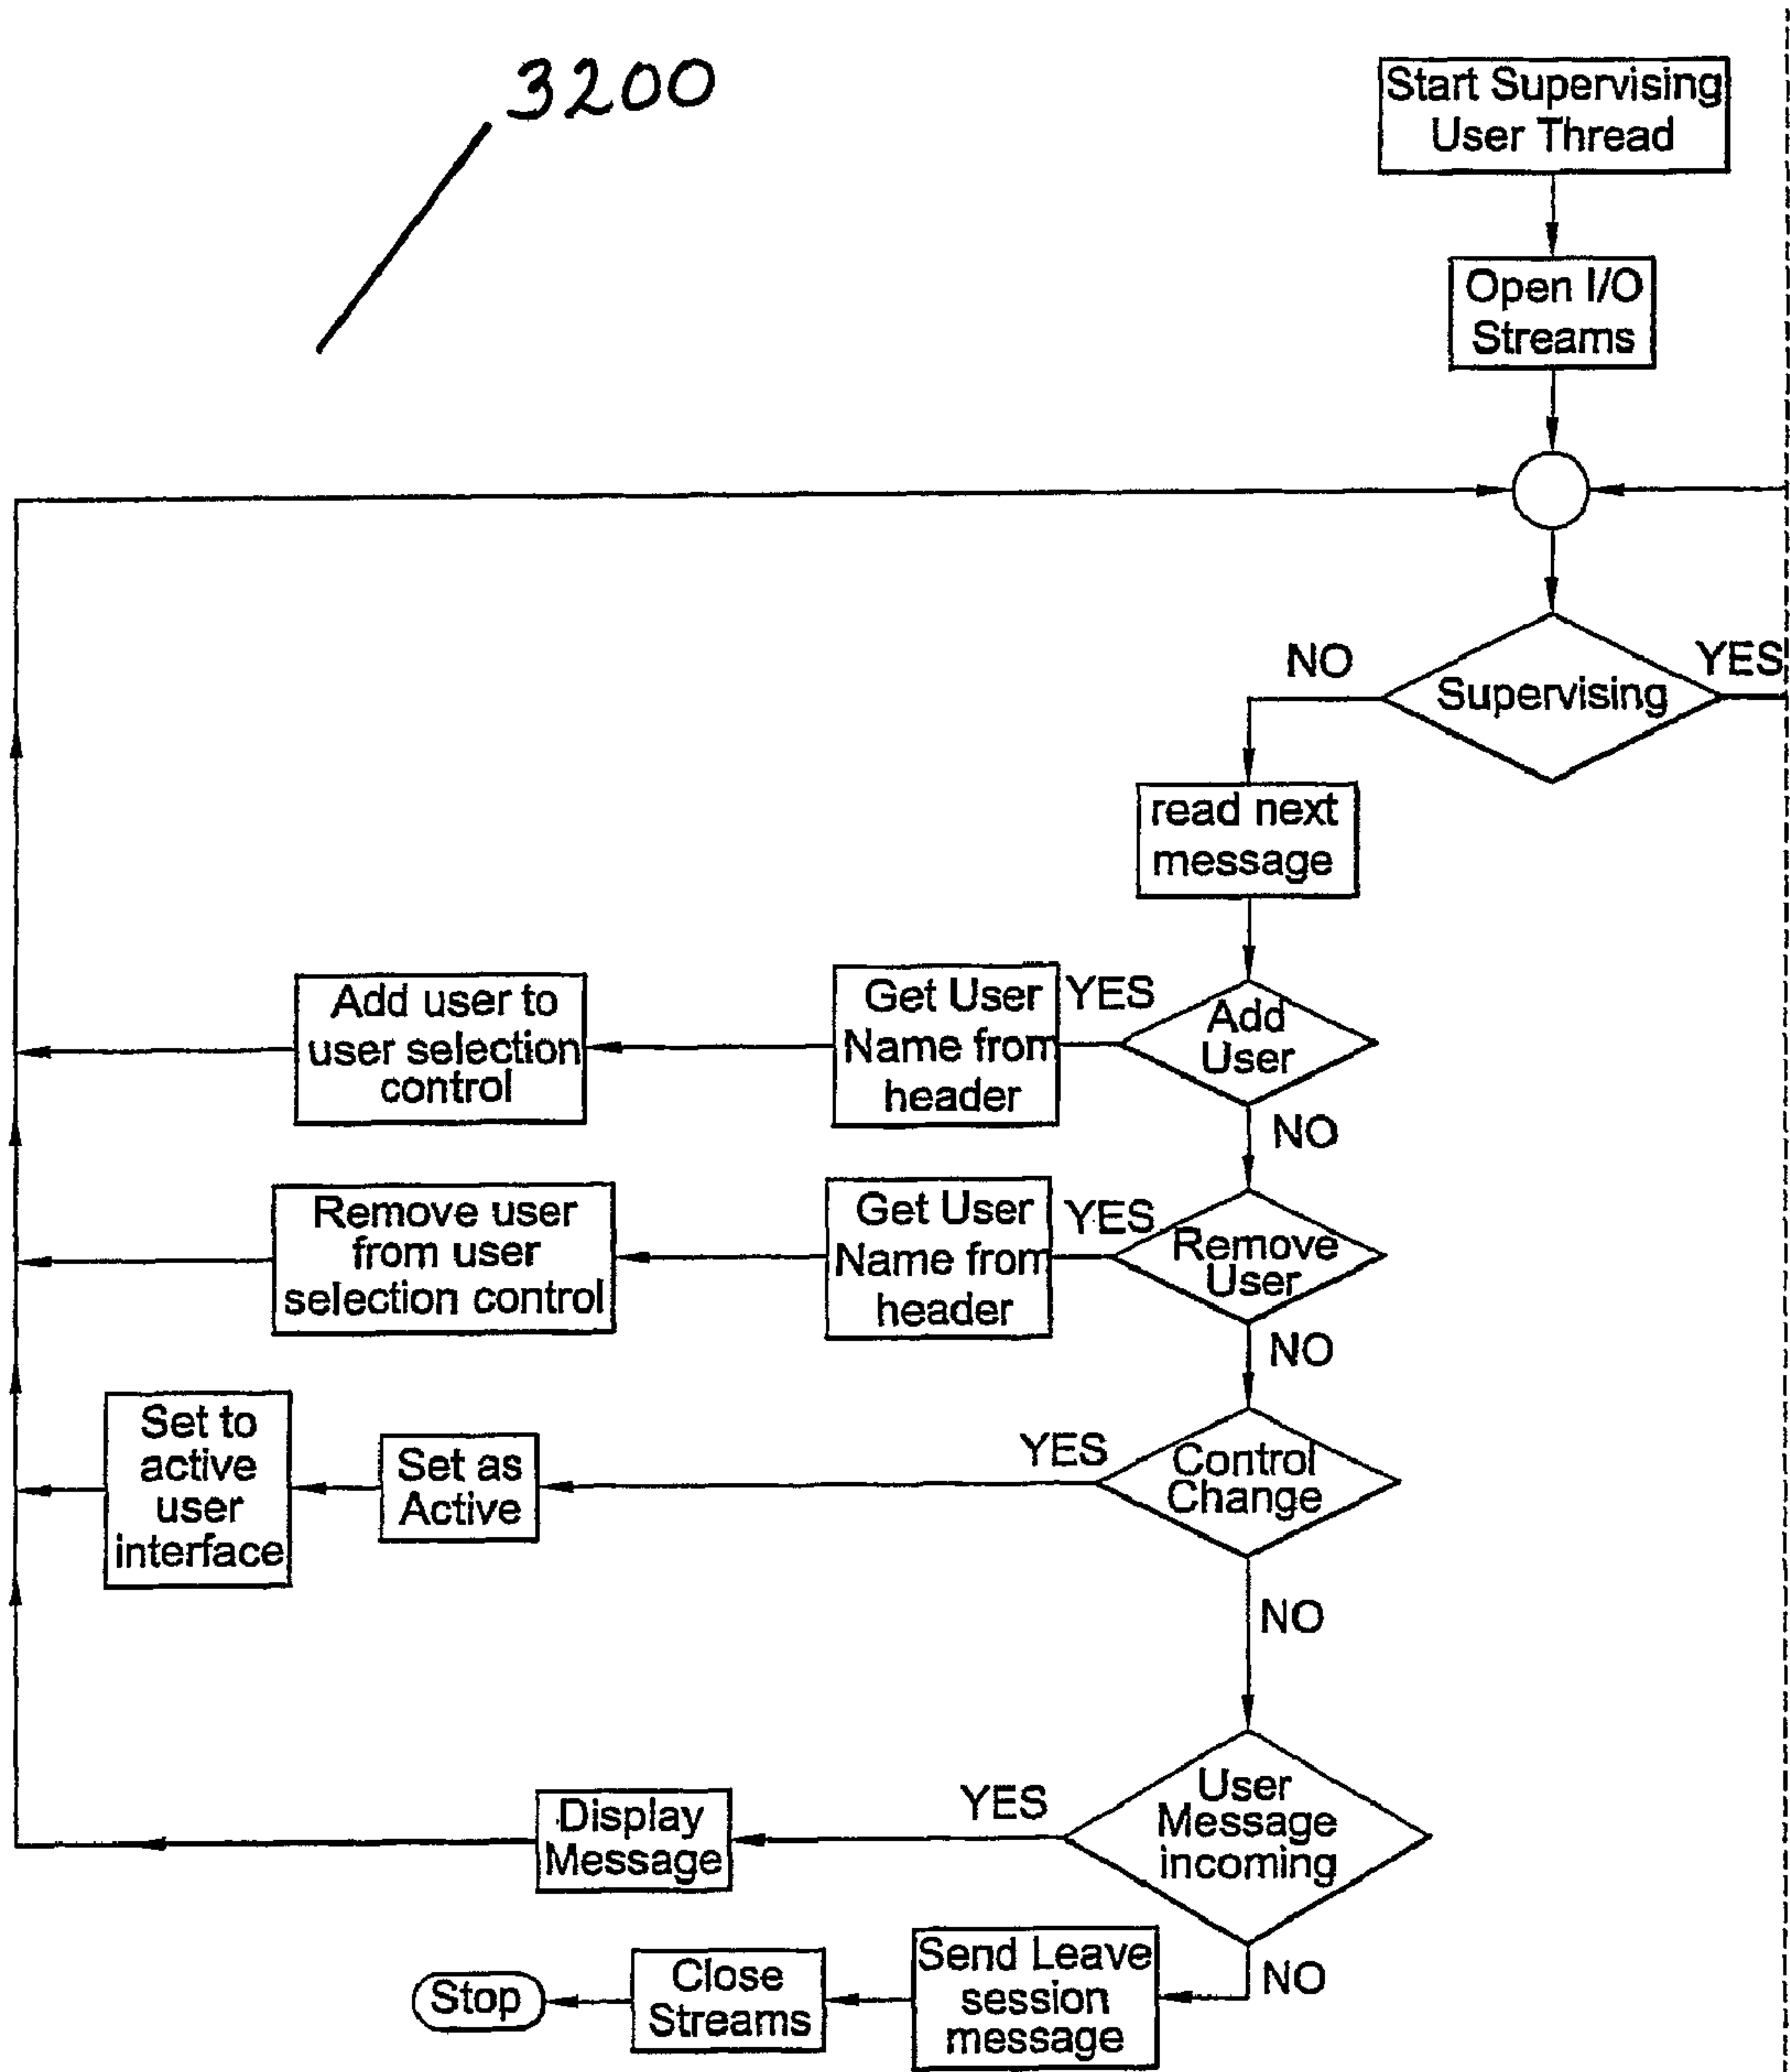 3200
Start Supervising
User Thread
Open I/O
Streams
NO
YES
Supervising
read next
message
Add user to
user selection
control
Get User
Name from
header
YES
Add
User
NO
Remove user
from user
selection control
Get User
Name from
header
YES
Remove
User
NO
Set to
active
user
interface
Set as
Active
YES
Control
Change
NO
Display
Message
YES
User
Message
incoming
Stop
Close
Streams
Send Leave
session
message
NO